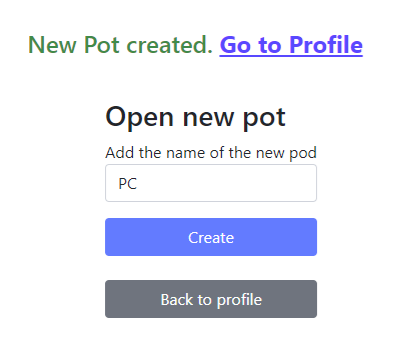 New Pot created. Go to Profile
Open new pot
Add the name of the new pod
PC
Create
Back to profile